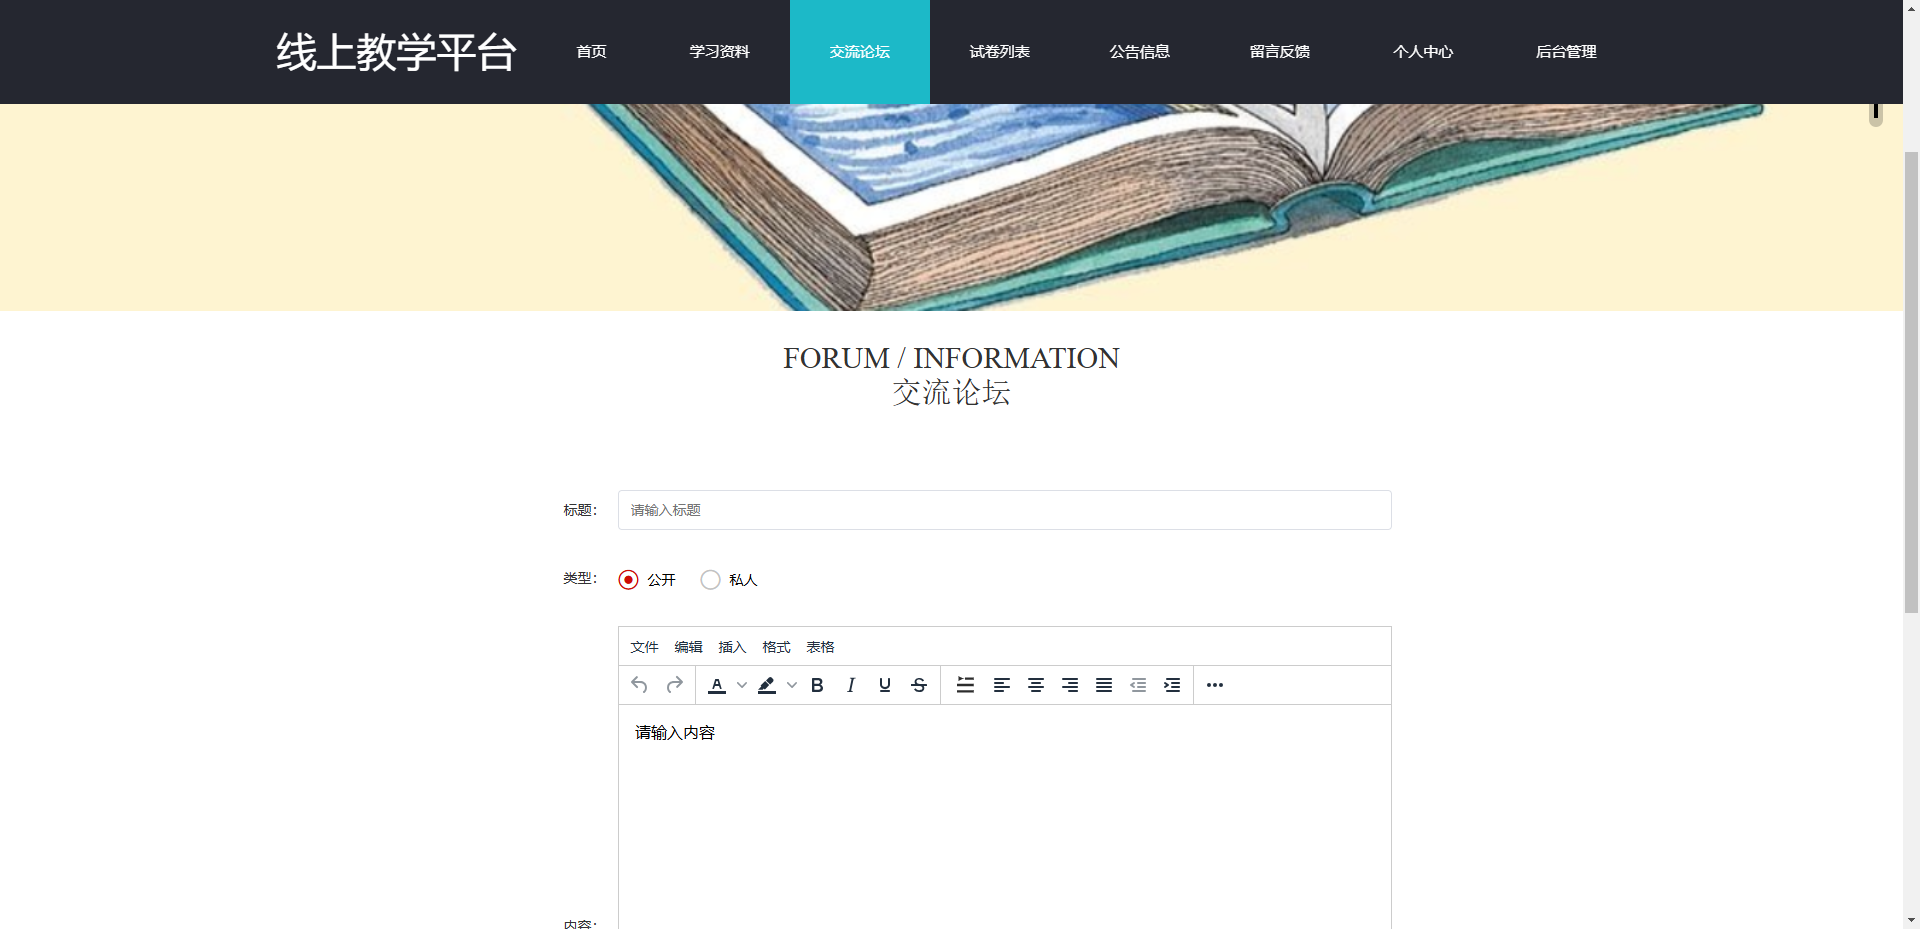 线上教学平台 首页 学习资料 交流论坛 试卷列表 公告信息 留言反馈 个人中心 后台管理
FORUM / INFORMATION
交流论坛
标题： 请输入标题
类型： 公开 私人
文件 编辑 插入 格式 表格
A B I U S
请输入内容
内容：